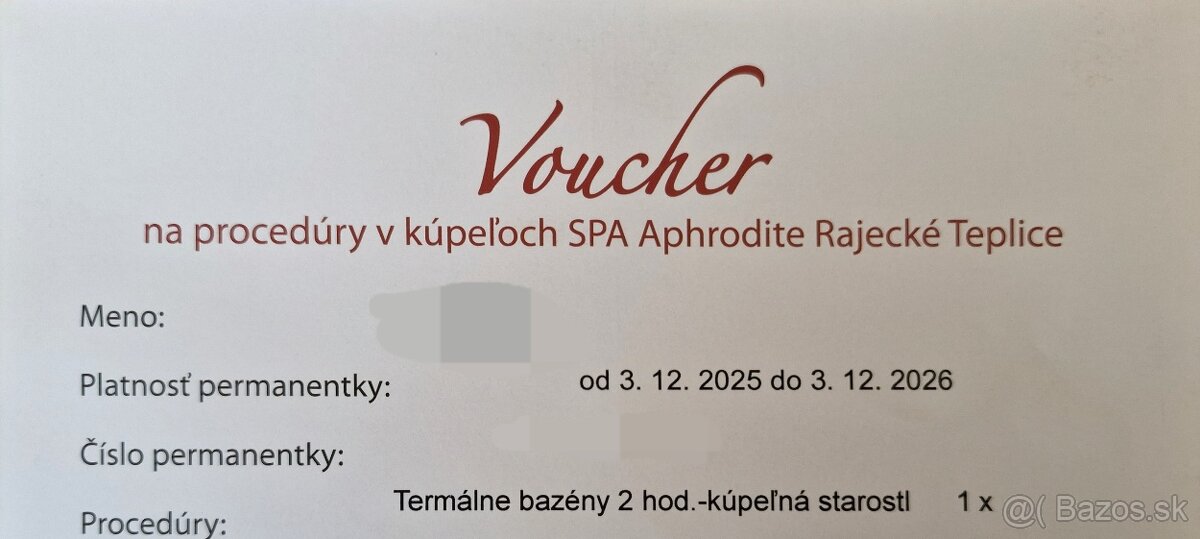 Voucher
na procedúry v kúpeľoch SPA Aphrodite Rajecké Teplice
Meno:
Platnosť permanentky: od 3. 12. 2025 do 3. 12. 2026
Číslo permanentky:
Termálne bazény 2 hod.-kúpeľná starostl 1 x
Procedúry:
@( Bazos.sk